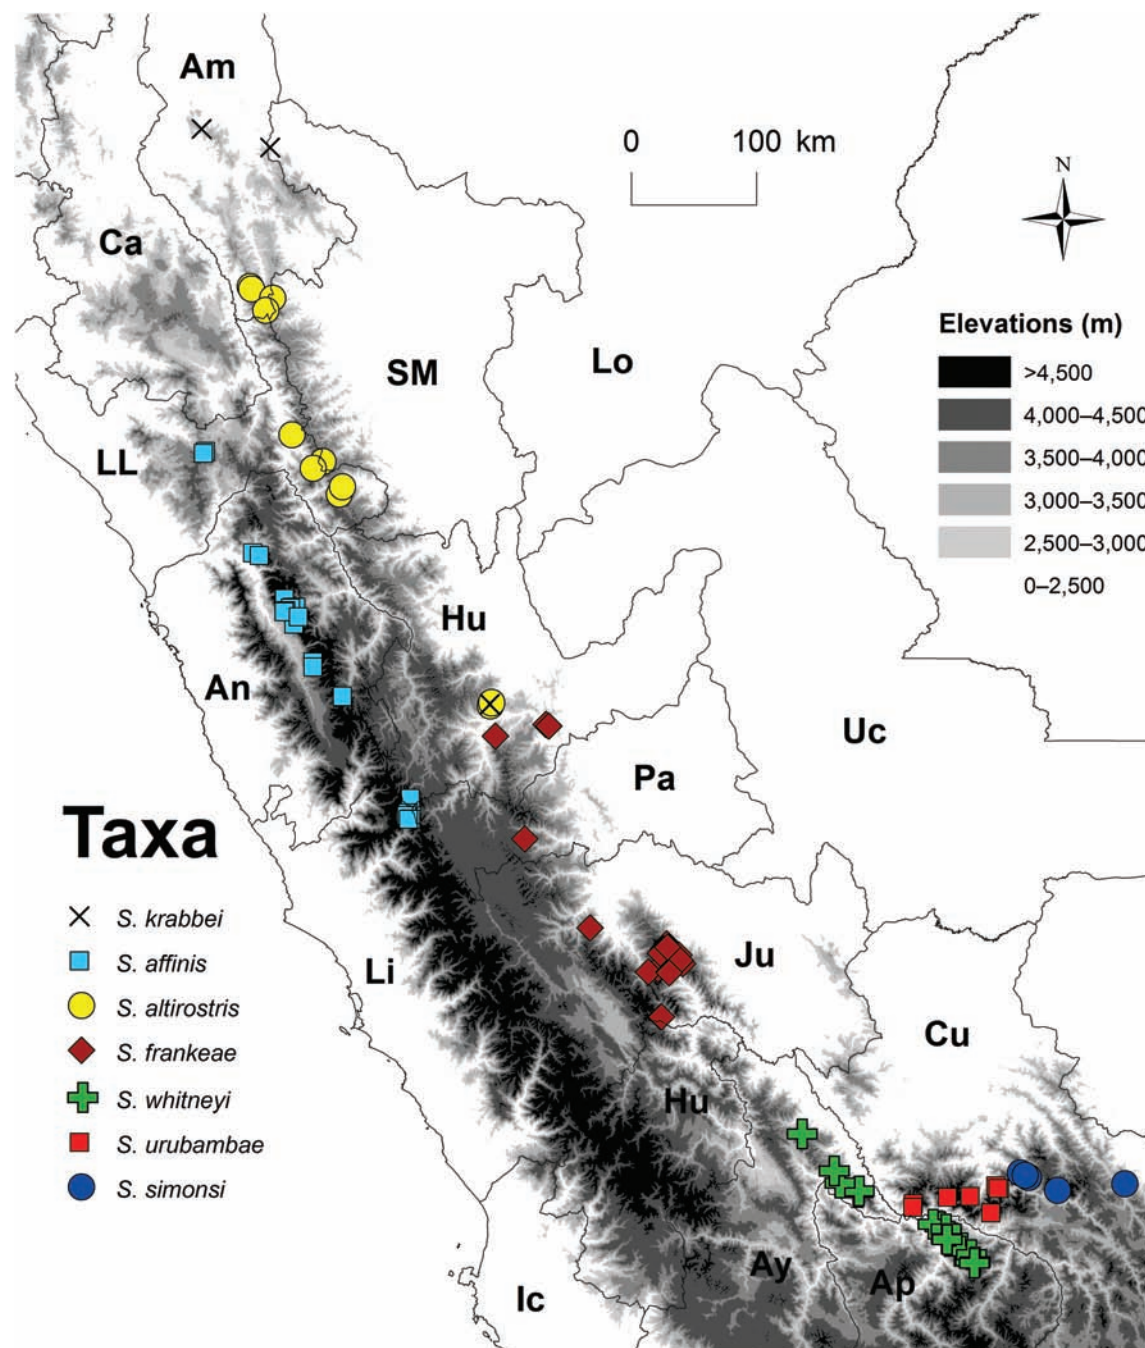 Am
0 100 km
N
Ca
Elevations (m)
>4,500
4,000–4,500
3,500–4,000
3,000–3,500
2,500–3,000
0–2,500
SM
Lo
LL
Hu
An
Uc
Pa
Taxa
S. krabbei
S. affinis
S. altirostris
S. frankeae
S. whitneyi
S. urubambae
S. simonsi
Li
Ju
Cu
Hu
Ay
Ap
Ic